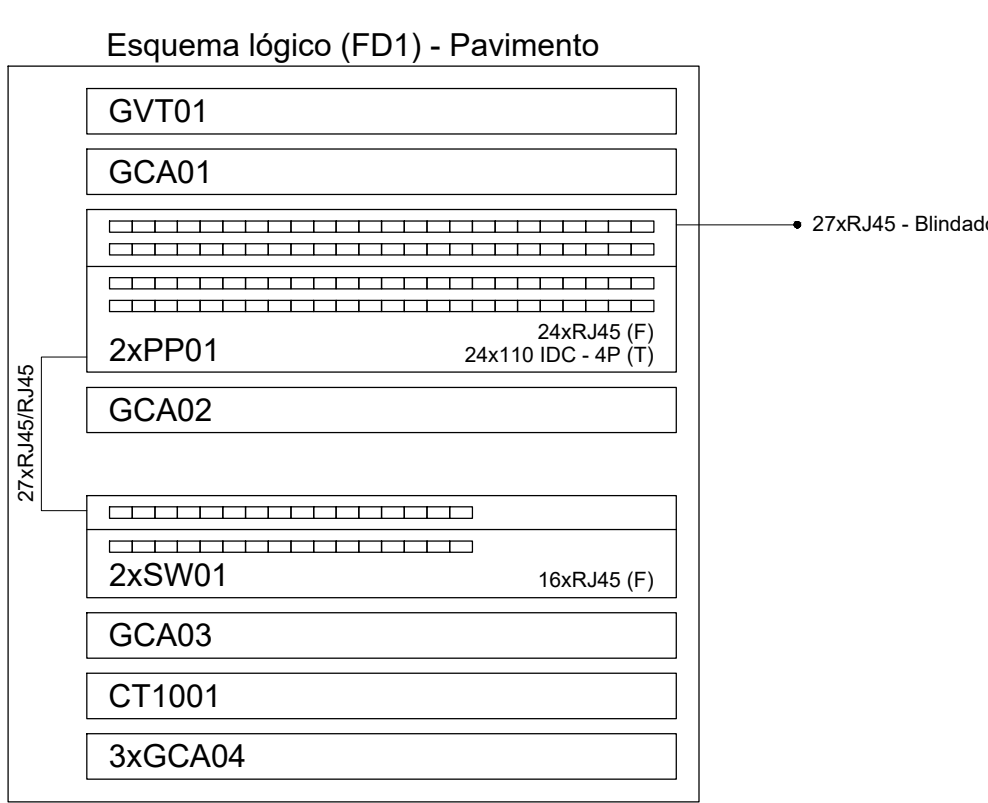 Esquema lógico (FD1) - Pavimento
GVT01
GCA01
27xRJ45 - Blindado
24xRJ45 (F)
2xPP01
24x110 IDC - 4P (T)
27xRJ45/RJ45
GCA02
2xSW01
16xRJ45 (F)
GCA03
CT1001
3xGCA04